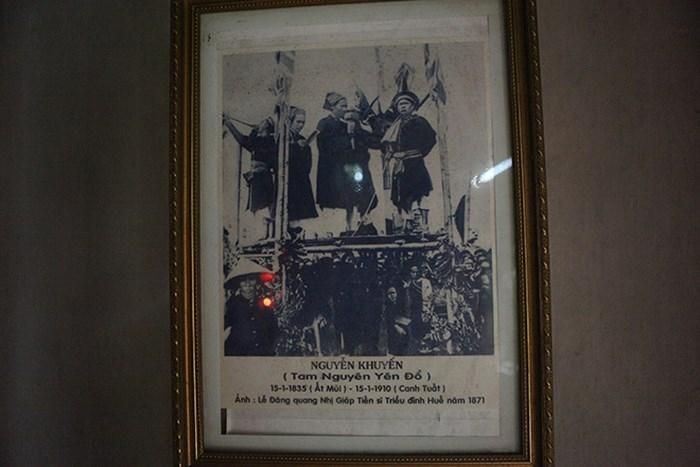 NGUYỄN KHUYẾN
( Tam Nguyên Yên Đổ )
15-1-1835 ( Ất Mùi ) - 15-1-1910 ( Canh Tuất )
Ảnh : Lễ Đăng quang Nhị Giáp Tiến sĩ Triều đình Huế năm 1871